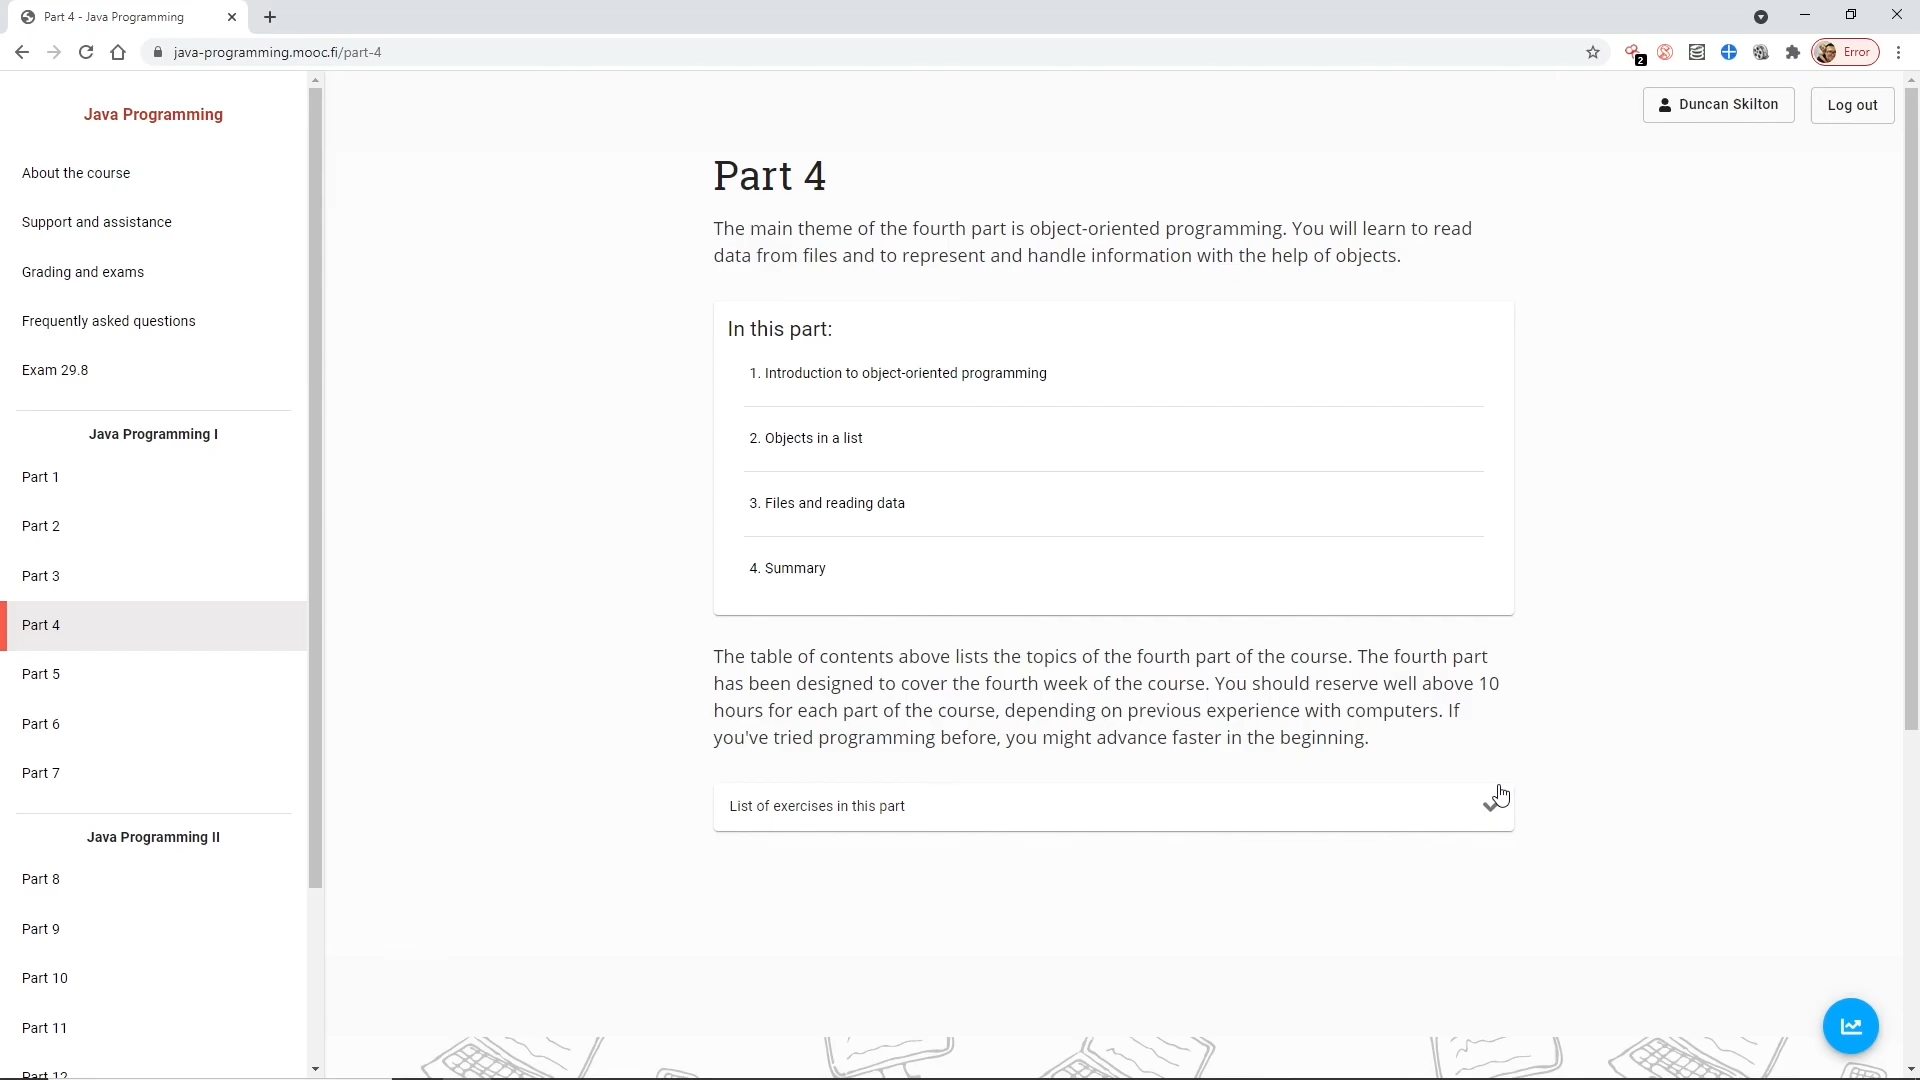 Part 4 - Java Programming
java-programming.mooc.fi/part-4
2
Error
Java Programming
About the course
Support and assistance
Grading and exams
Frequently asked questions
Exam 29.8
Java Programming I
Part 1
Part 2
Part 3
Part 4
Part 5
Part 6
Part 7
Java Programming II
Part 8
Part 9
Part 10
Part 11
Part 12
Duncan Skilton
Log out
Part 4
The main theme of the fourth part is object-oriented programming. You will learn to read
data from files and to represent and handle information with the help of objects.
In this part:
1. Introduction to object-oriented programming
2. Objects in a list
3. Files and reading data
4. Summary
The table of contents above lists the topics of the fourth part of the course. The fourth part
has been designed to cover the fourth week of the course. You should reserve well above 10
hours for each part of the course, depending on previous experience with computers. If
you've tried programming before, you might advance faster in the beginning.
List of exercises in this part